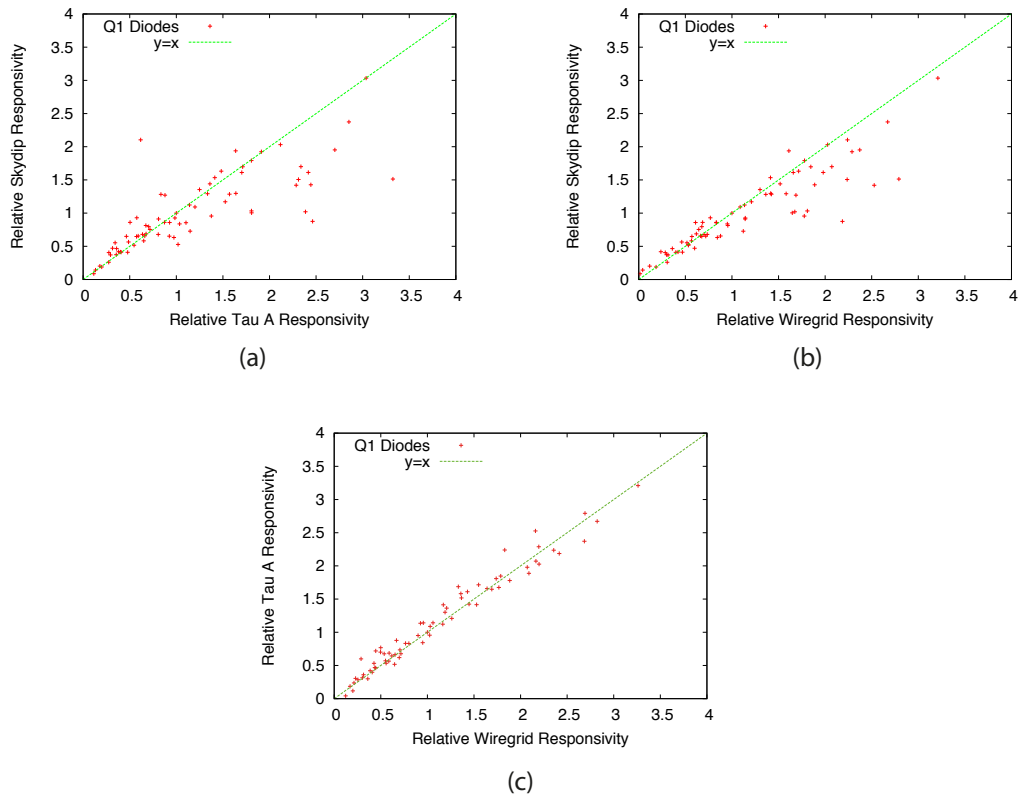 Relative Skydip Responsivity
4
3.5
3
2.5
2
1.5
1
0.5
0
Q1 Diodes
y=x
0 0.5 1 1.5 2 2.5 3 3.5 4
Relative Tau A Responsivity
(a)
Relative Skydip Responsivity
4
3.5
3
2.5
2
1.5
1
0.5
0
Q1 Diodes
y=x
0 0.5 1 1.5 2 2.5 3 3.5 4
Relative Wiregrid Responsivity
(b)
Relative Tau A Responsivity
4
3.5
3
2.5
2
1.5
1
0.5
0
Q1 Diodes
y=x
0 0.5 1 1.5 2 2.5 3 3.5 4
Relative Wiregrid Responsivity
(c)